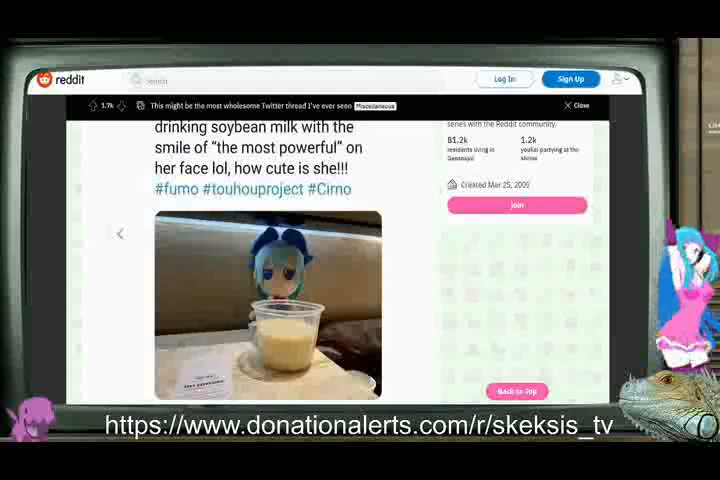 reddit
Search
Log In
Sign Up
1.7k
This might be the most wholesome Twitter thread I've ever seen
Miscellaneous
Close
drinking soybean milk with the
smile of “the most powerful” on
her face lol, how cute is she!!!
#fumo #touhouproject #Cirno
series with the Reddit community.
81.2k
1.2k
residents living in
Gensokyo
youkai partying at the
shrine
Created Mar 25, 2009
Join
Back to Top
https://www.donationalerts.com/r/skeksis_tv